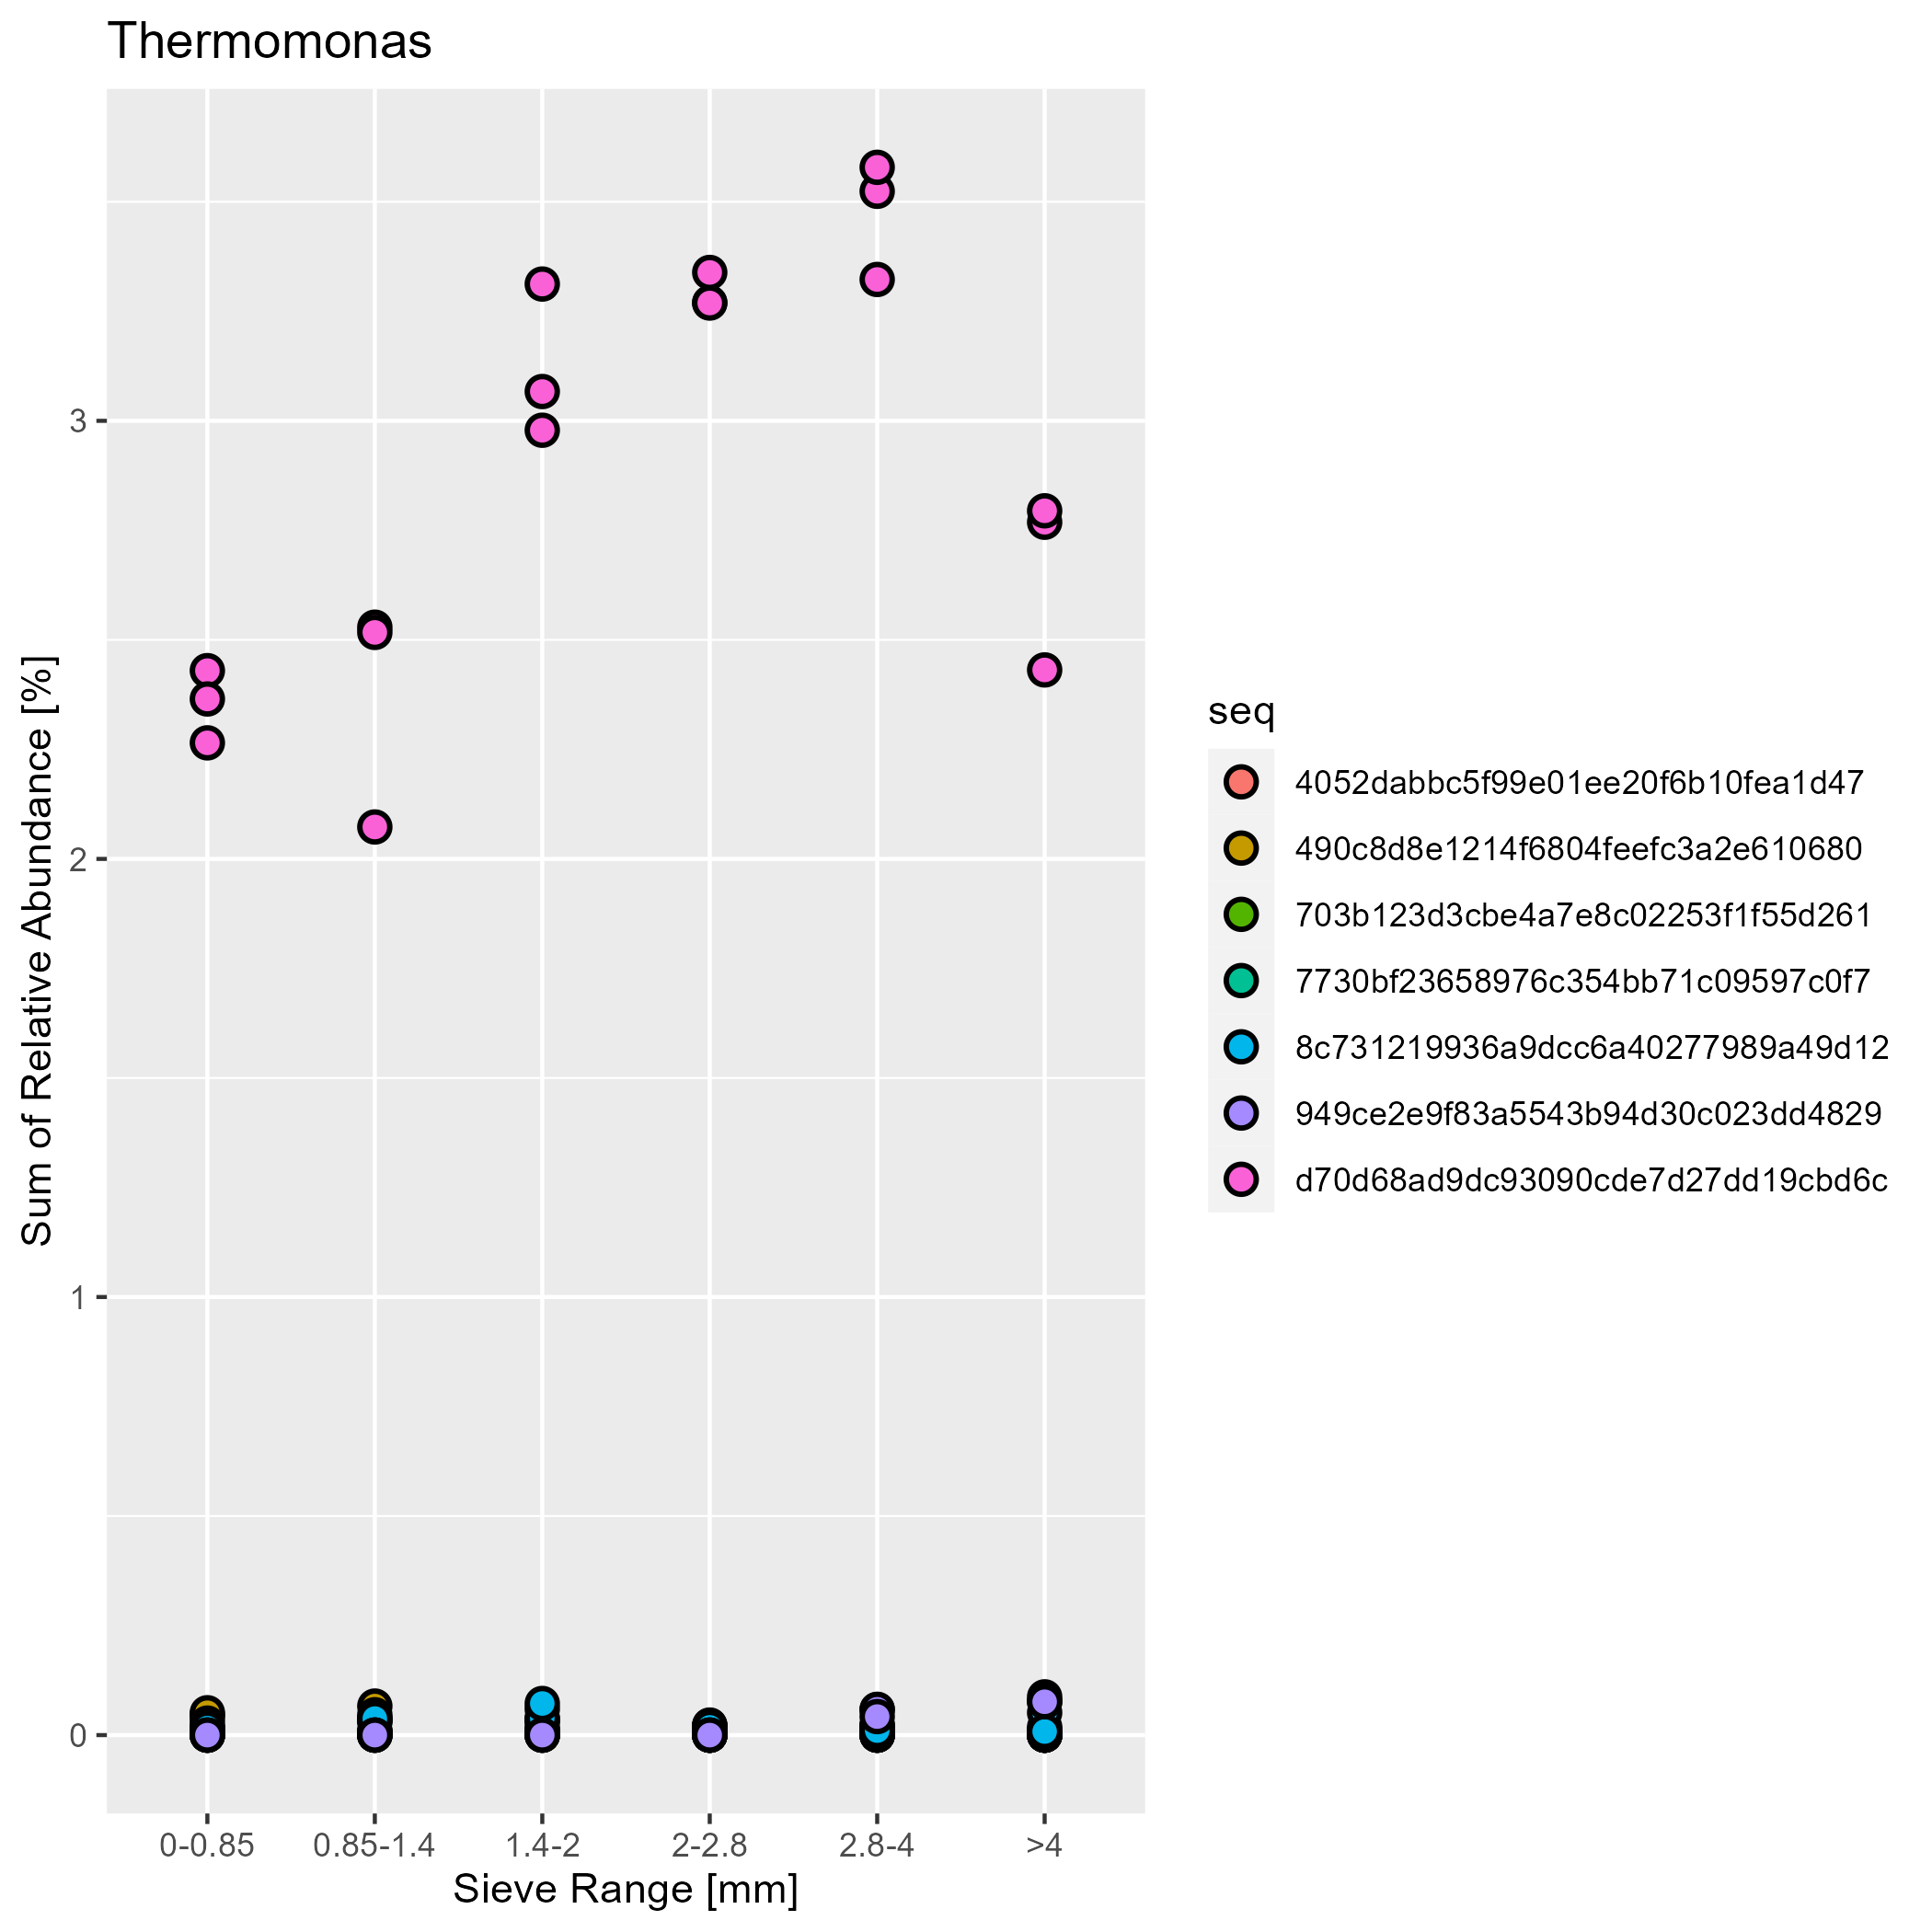 Thermomonas
Sum of Relative Abundance [%]
3
2
1
0
0-0.85
0.85-1.4
1.4-2
2-2.8
2.8-4
>4
Sieve Range [mm]
seq
4052dabbc5f99e01ee20f6b10fea1d47
490c8d8e1214f6804feefc3a2e610680
703b123d3cbe4a7e8c02253f1f55d261
7730bf23658976c354bb71c09597c0f7
8c731219936a9dcc6a40277989a49d12
949ce2e9f83a5543b94d30c023dd4829
d70d68ad9dc93090cde7d27dd19cbd6c